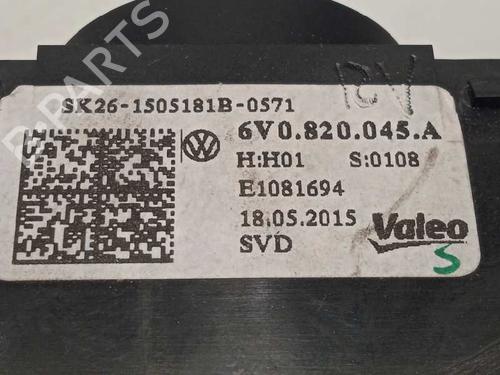 SK26-1505181B-0571
6V0.820.045.A
H:H01 S:0108
E1081694
18.05.2015
SVD
Valeo
S
B-PARTS